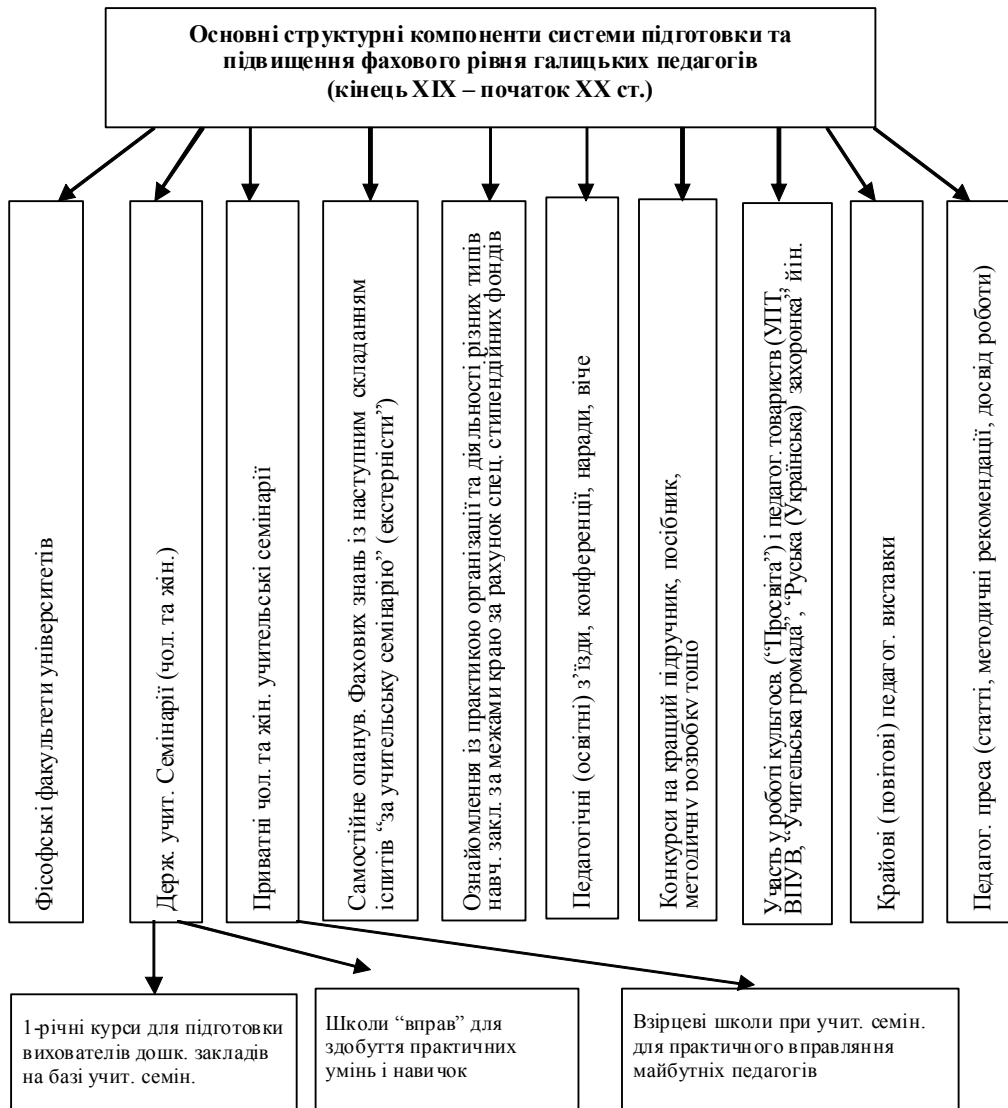 Основні структурні компоненти системи підготовки та
підвищення фахового рівня галицьких педагогів
(кінець ХІХ – початок ХХ ст.)
Фісофські факультети університетів
Держ. учит. Семінарії (чол. та жін.)
Приватні чол. та жін. учительські семінарії
Самостійне опанув. Фахових знань із наступним складанням
іспитів “за учительську семінарію” (екстерністи”)
Ознайомлення із практикою організації та діяльності різних типів
навч. закл. за межами краю за рахунок спец. стипендійних фондів
Педагогічні (освітні) з’їзди, конференції, наради, віче
Конкурси на кращий підручник, посібник,
методичну розробку тошо
Участь у роботі культосв. (“Просвіта”) і педагог. товариств (УПТ,
ВПУВ, “Учительська громада”, “Руська (Українська) захоронка” й ін.
Крайові (повітові) педагог. виставки
Педагог. преса (статті, методичні рекомендації, досвід роботи)
1-річні курси для підготовки
вихователів дошк. закладів
на базі учит. семін.
Школи “вправ” для
здобуття практичних
умінь і навичок
Взірцеві школи при учит. семін.
для практичного вправляння
майбутніх педагогів